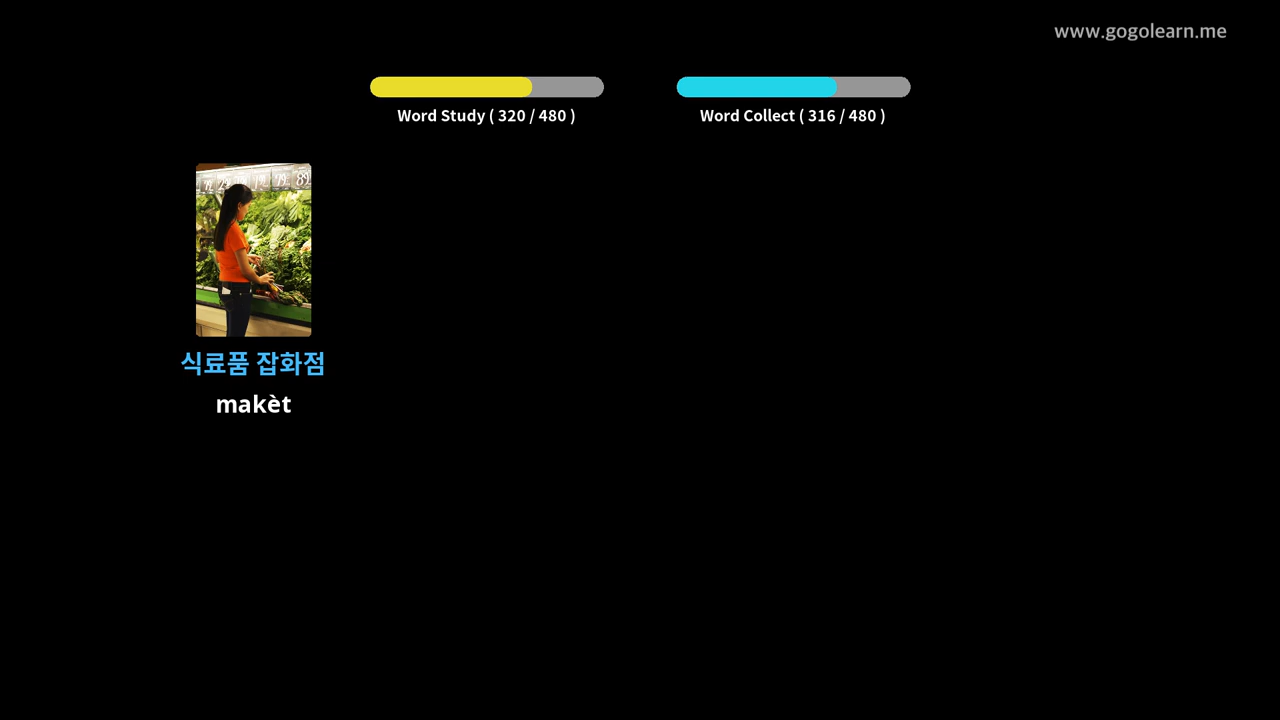 www.gogolearn.me
Word Study ( 320 / 480 )
Word Collect ( 316 / 480 )
식료품 잡화점
makèt